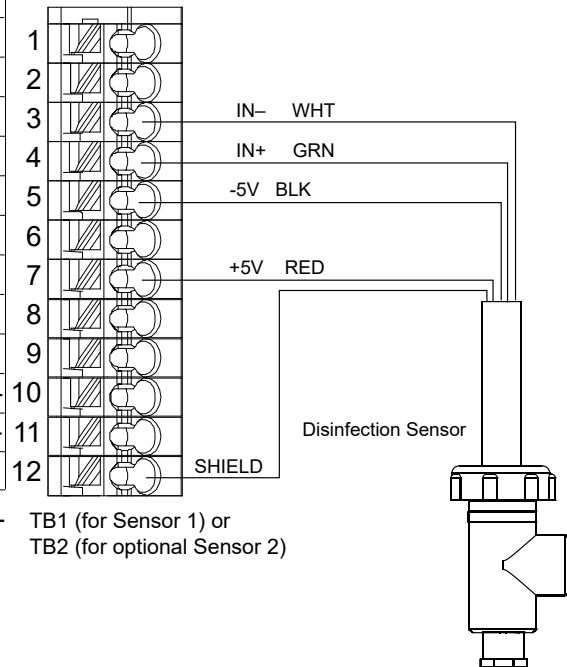 1
2
3 IN– WHT
4 IN+ GRN
5 -5V BLK
6
7 +5V RED
8
9
10
11 Disinfection Sensor
12 SHIELD
TB1 (for Sensor 1) or
TB2 (for optional Sensor 2)